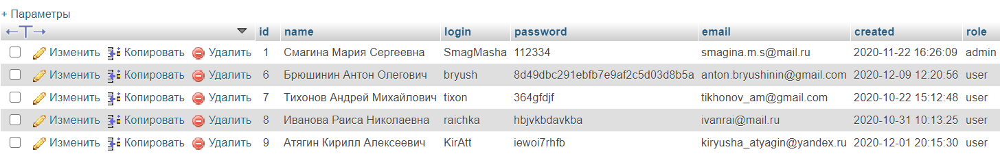 + Параметры
←T→ id name login password email created role
Изменить Копировать Удалить 1 Смагина Мария Сергеевна SmagMasha 112334 smagina.m.s@mail.ru 2020-11-22 16:26:09 admin
Изменить Копировать Удалить 6 Брюшинин Антон Олегович bryush 8d49dbc291ebfb7e9af2c5d03d8b5a anton.bryushinin@gmail.com 2020-12-09 12:20:56 user
Изменить Копировать Удалить 7 Тихонов Андрей Михайлович tixon 364gfdjf tikhonov_am@gmail.com 2020-10-22 15:12:48 user
Изменить Копировать Удалить 8 Иванова Раиса Николаевна raichka hbjvkbdavkba ivanrai@mail.ru 2020-10-31 10:13:25 user
Изменить Копировать Удалить 9 Атягин Кирилл Алексеевич KirAtt iewoi7rhfb kiryusha_atyagin@yandex.ru 2020-12-01 20:15:30 user